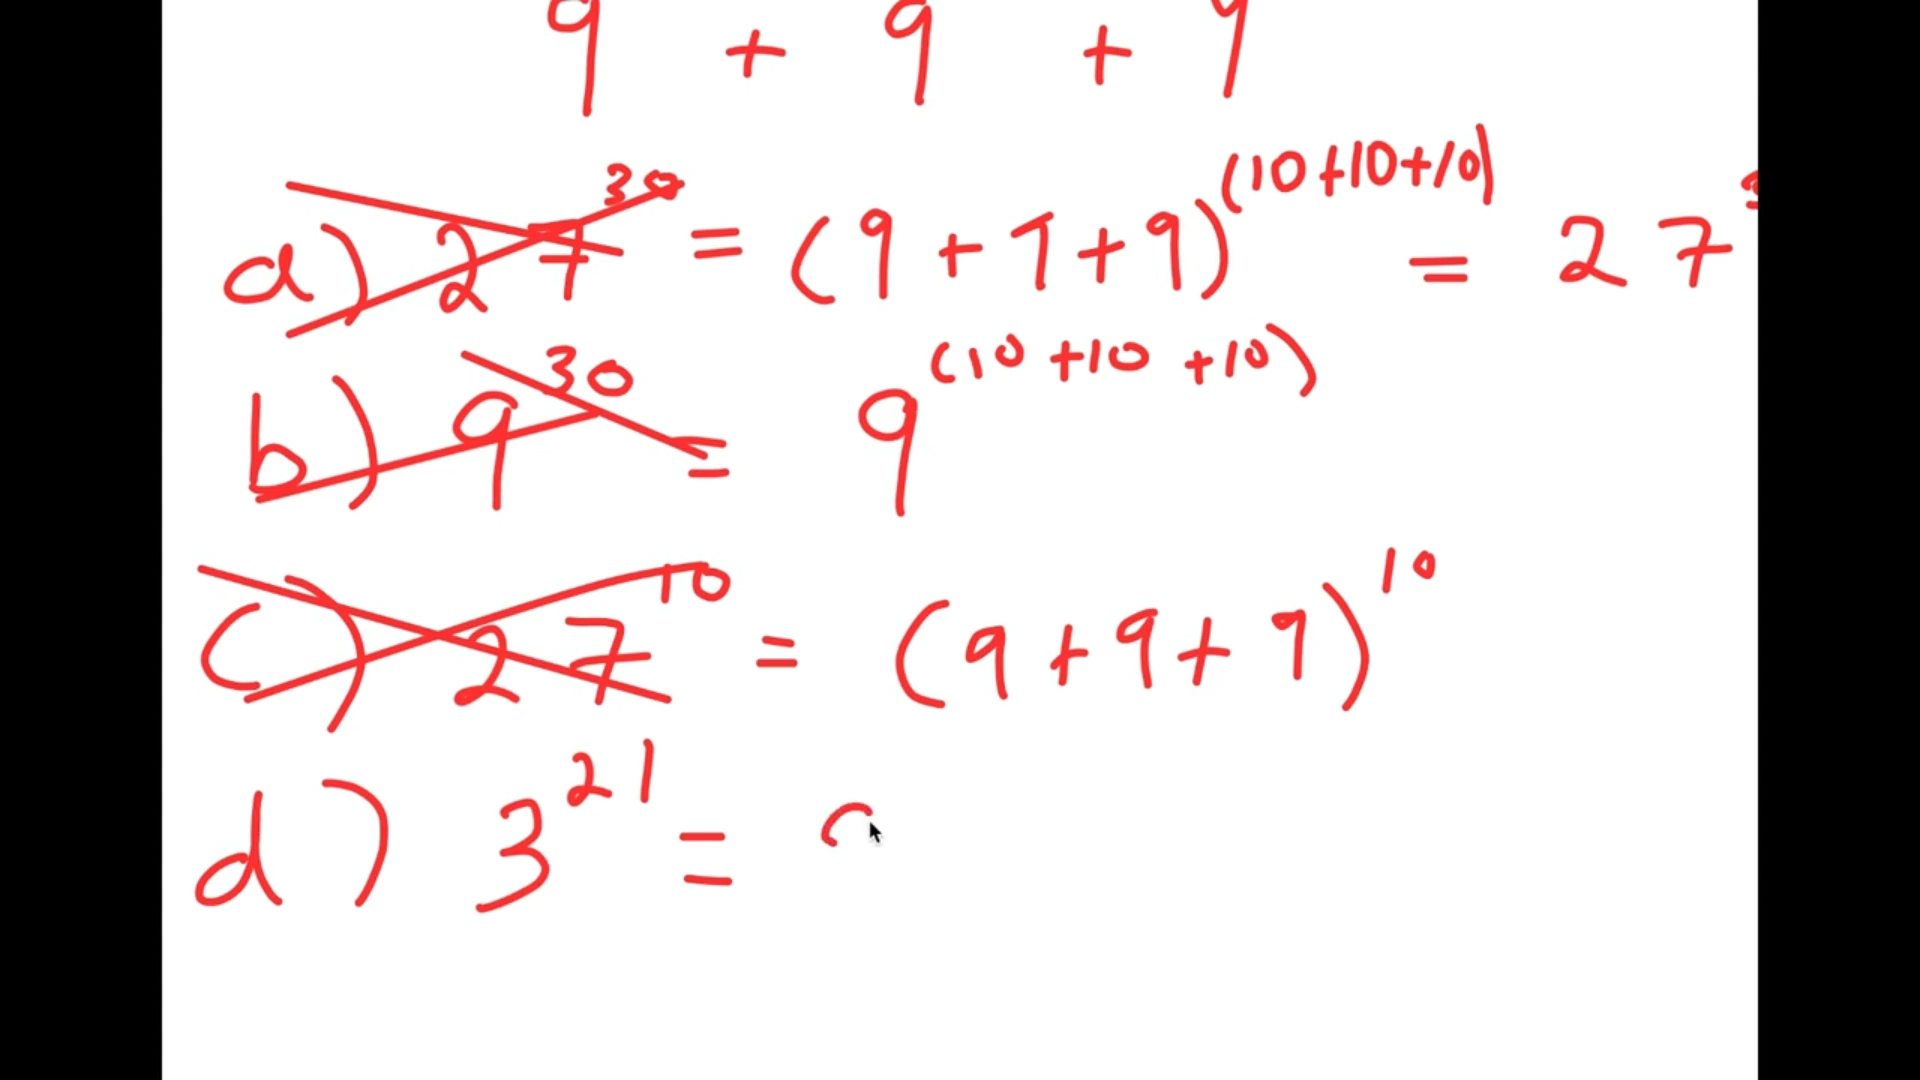 9 + 9 + 9
a) 27^30 = (9+9+9)^(10+10+10) = 27
b) 9^30 = 9^(10+10+10)
c) 27^10 = (9+9+9)^10
d) 3^21 =